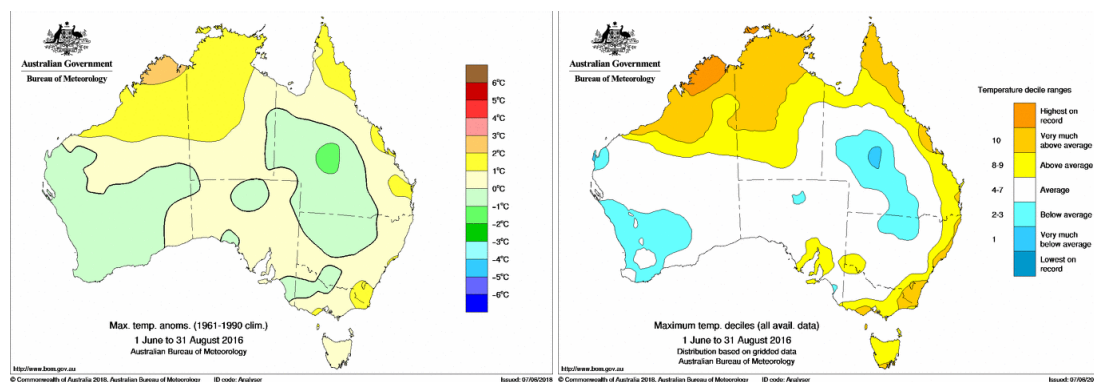 Australian Government
Bureau of Meteorology
6°C
5°C
4°C
3°C
2°C
1°C
0°C
-1°C
-2°C
-3°C
-4°C
-5°C
-6°C
Max. temp. anoms. (1961-1990 clim.)
1 June to 31 August 2016
Australian Bureau of Meteorology
http://www.bom.gov.au
© Commonwealth of Australia 2018, Australian Bureau of Meteorology ID code: Analyser Issued: 07/06/2018
Australian Government
Bureau of Meteorology
Temperature decile ranges
Highest on
record
10
Very much
above average
8-9
Above average
4-7
Average
2-3
Below average
1
Very much
below average
Lowest on
record
Maximum temp. deciles (all avail. data)
1 June to 31 August 2016
Distribution based on gridded data
Australian Bureau of Meteorology
http://www.bom.gov.au
© Commonwealth of Australia 2018, Australian Bureau of Meteorology ID code: Analyser Issued: 07/06/20